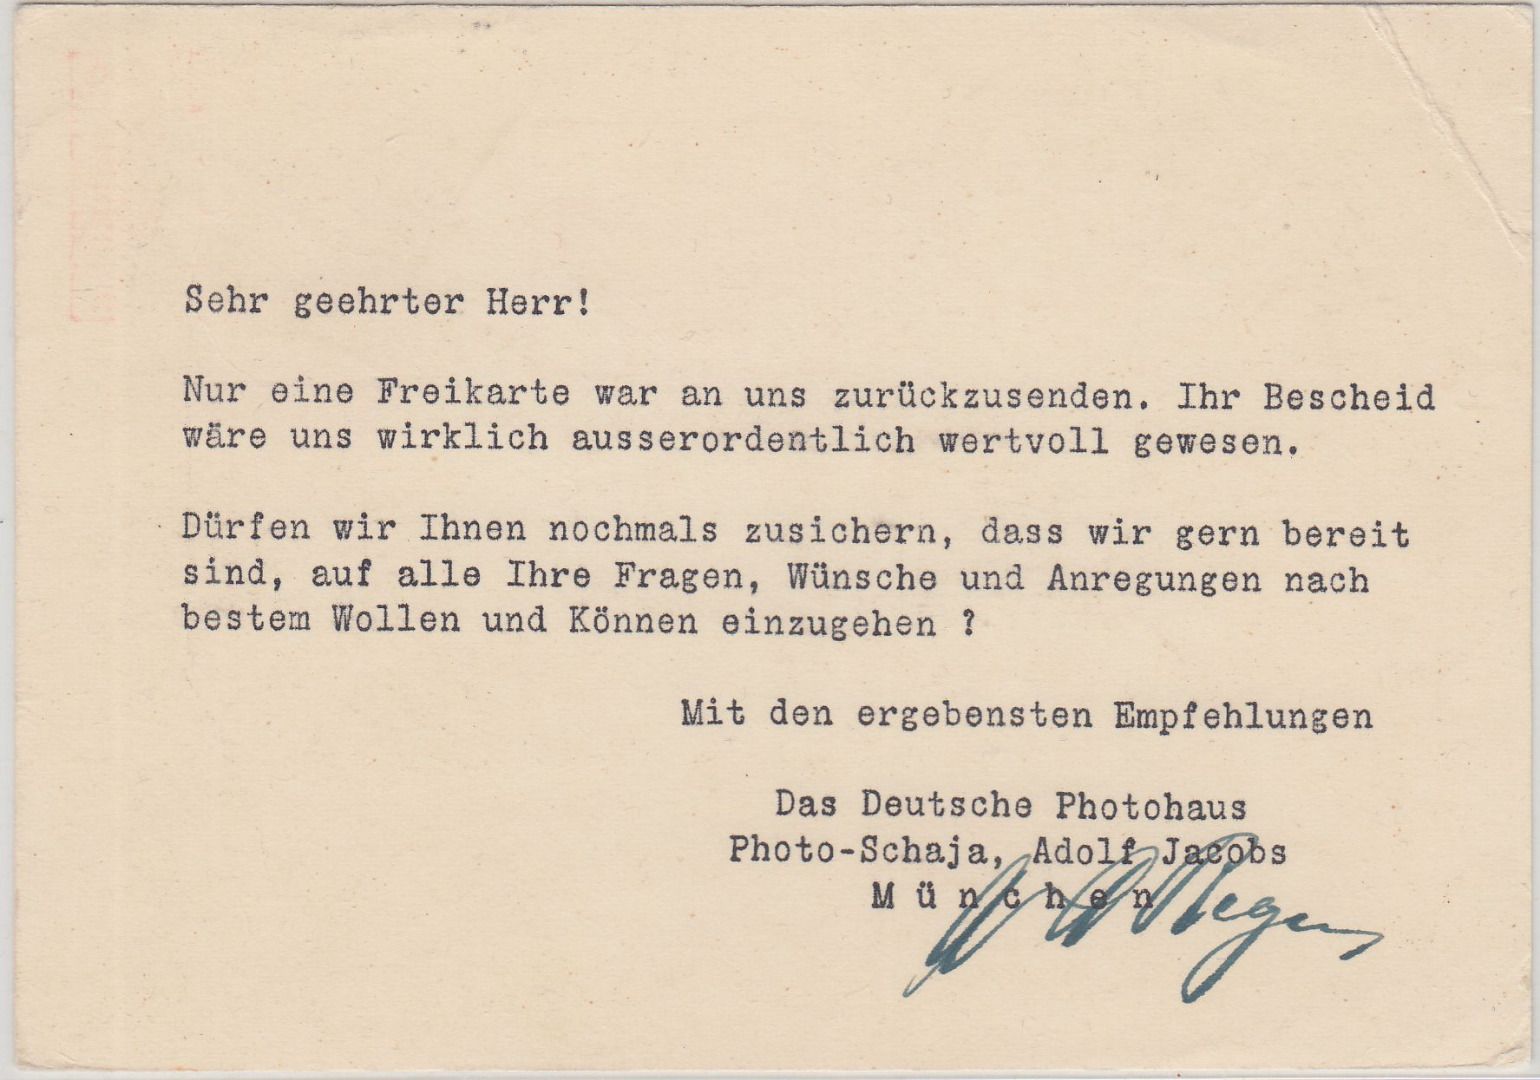 Sehr geehrter Herr!
Nur eine Freikarte war an uns zurückzusenden. Ihr Bescheid
wäre uns wirklich ausserordentlich wertvoll gewesen.
Dürfen wir Ihnen nochmals zusichern, dass wir gern bereit
sind, auf alle Ihre Fragen, Wünsche und Anregungen nach
bestem Wollen und Können einzugehen ?
Mit den ergebensten Empfehlungen
Das Deutsche Photohaus
Photo-Schaja, Adolf Jacobs
M ü n c h e n